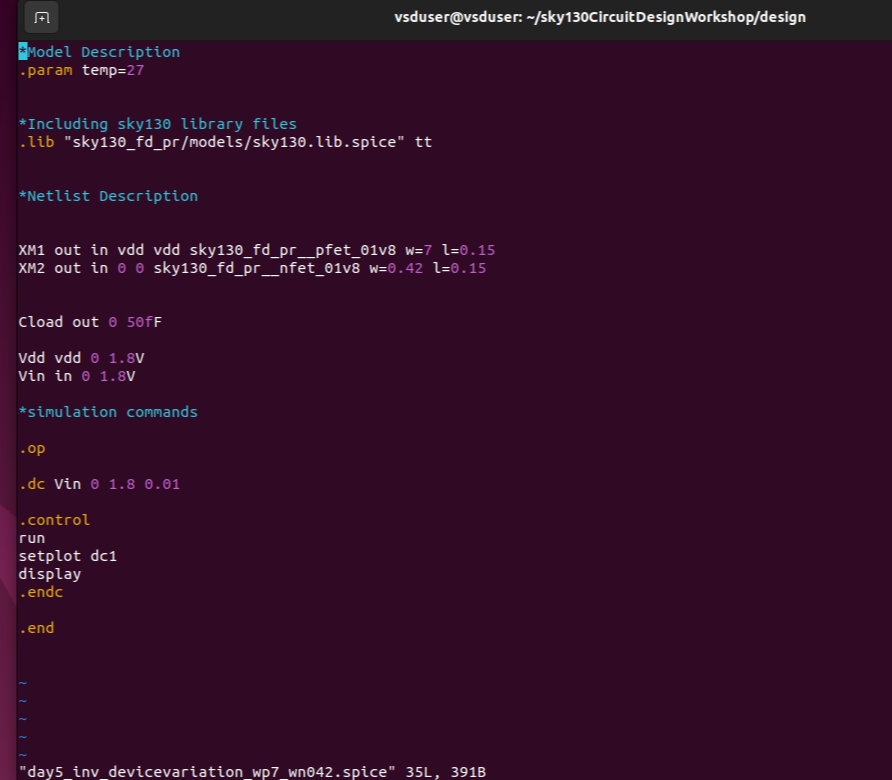 vsduser@vsduser: ~/sky130CircuitDesignWorkshop/design
*Model Description
.param temp=27
*Including sky130 library files
.lib "sky130_fd_pr/models/sky130.lib.spice" tt
*Netlist Description
XM1 out in vdd vdd sky130_fd_pr__pfet_01v8 w=7 l=0.15
XM2 out in 0 0 sky130_fd_pr__nfet_01v8 w=0.42 l=0.15
Cload out 0 50fF
Vdd vdd 0 1.8V
Vin in 0 1.8V
*simulation commands
.op
.dc Vin 0 1.8 0.01
.control
run
setplot dc1
display
.endc
.end
~
~
~
~
~
"day5_inv_devicevariation_wp7_wn042.spice" 35L, 391B